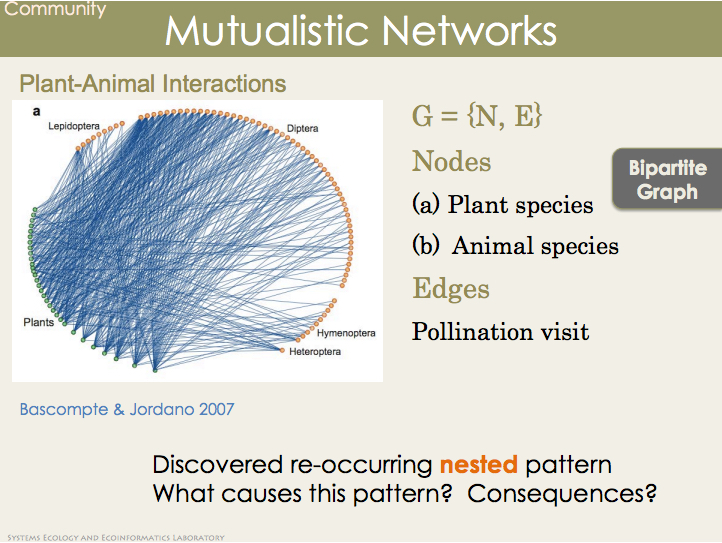 Community
Mutualistic Networks
Plant-Animal Interactions
a
Lepidoptera
Diptera
Plants
Hymenoptera
Heteroptera
G = {N, E}
Nodes
(a) Plant species
(b) Animal species
Edges
Pollination visit
Bipartite
Graph
Bascompte & Jordano 2007
Discovered re-occurring nested pattern
What causes this pattern? Consequences?
Systems Ecology and Ecoinformatics Laboratory